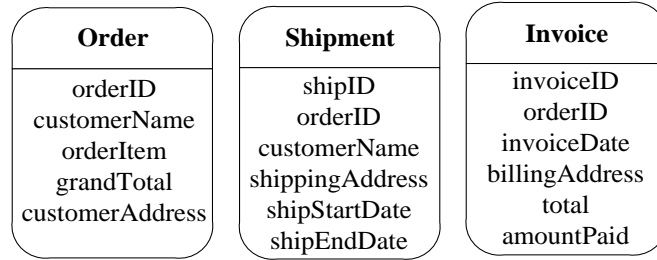 Order
orderID
customerName
orderItem
grandTotal
customerAddress
Shipment
shipID
orderID
customerName
shippingAddress
shipStartDate
shipEndDate
Invoice
invoiceID
orderID
invoiceDate
billingAddress
total
amountPaid